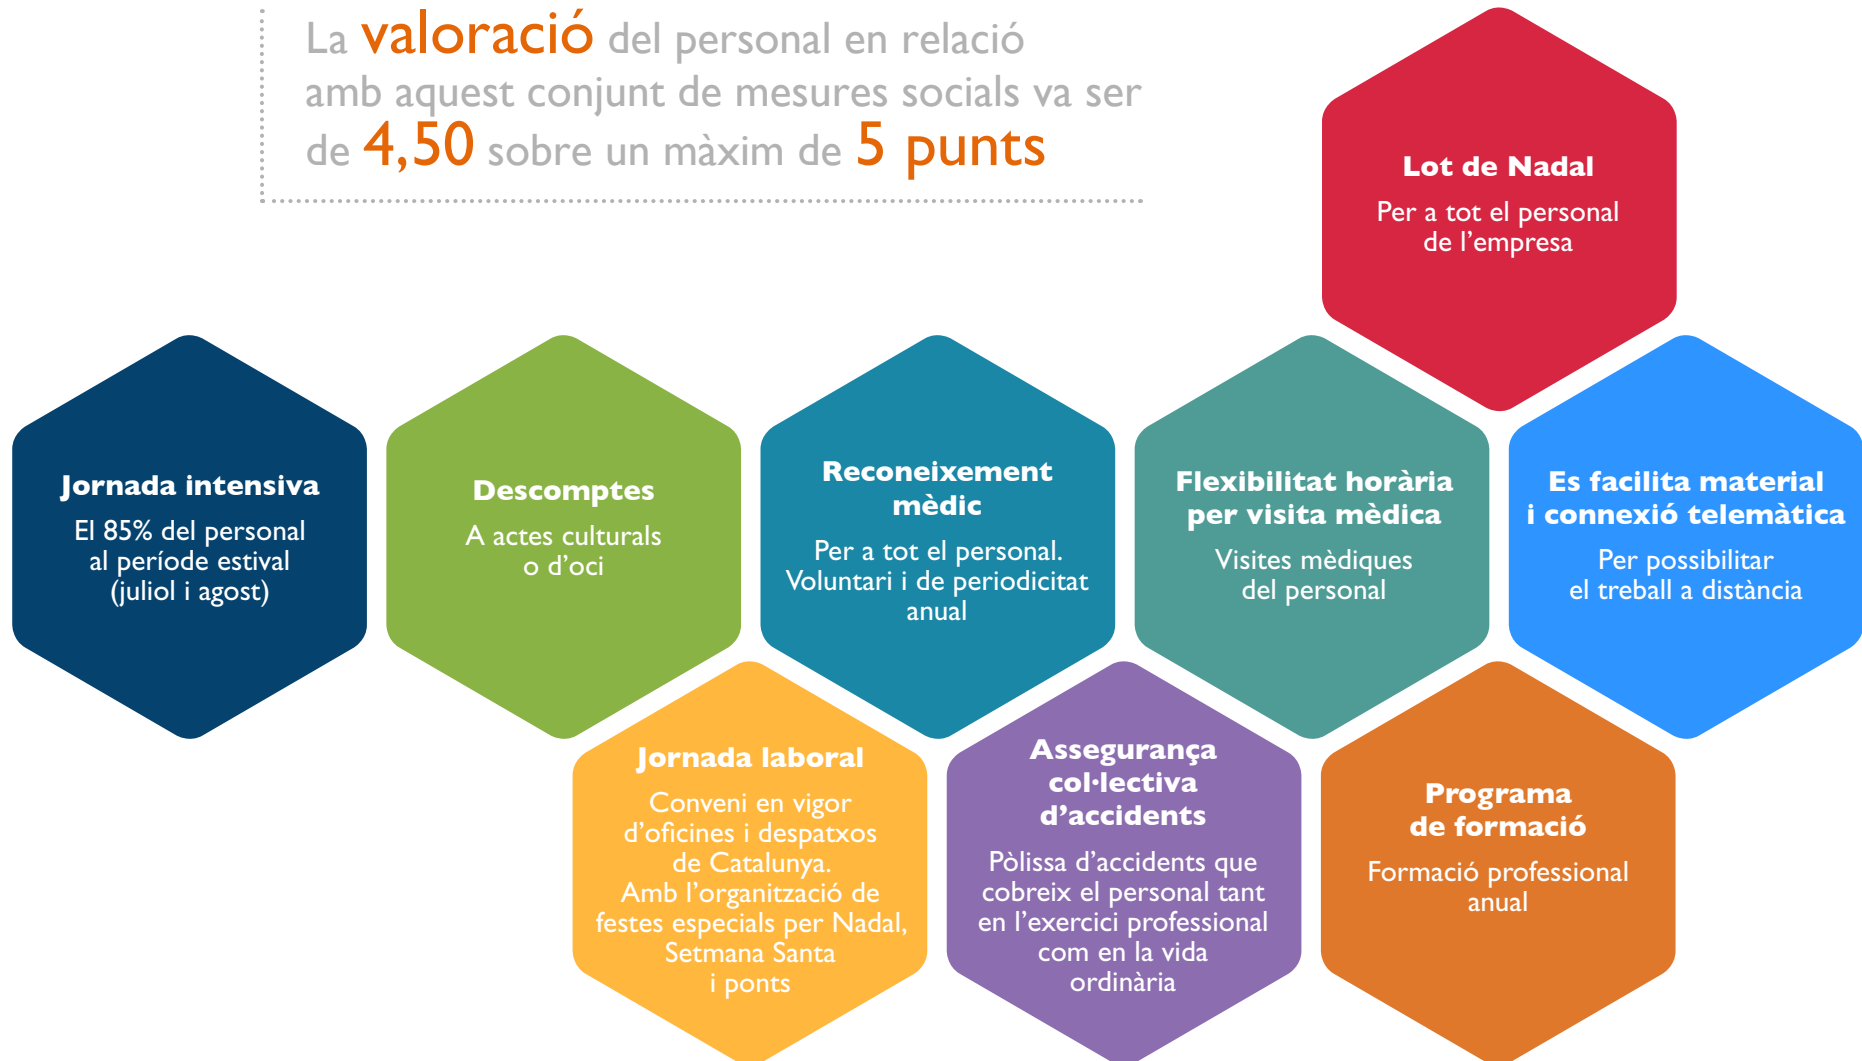 La valoració del personal en relació
amb aquest conjunt de mesures socials va ser
de 4,50 sobre un màxim de 5 punts
Lot de Nadal
Per a tot el personal
de l’empresa
Jornada intensiva
El 85% del personal
al període estival
(juliol i agost)
Descomptes
A actes culturals
o d’oci
Reconeixement
mèdic
Per a tot el personal.
Voluntari i de periodicitat
anual
Flexibilitat horària
per visita mèdica
Visites mèdiques
del personal
Es facilita material
i connexió telemàtica
Per possibilitar
el treball a distància
Jornada laboral
Conveni en vigor
d’oficines i despatxos
de Catalunya.
Amb l’organització de
festes especials per Nadal,
Setmana Santa
i ponts
Assegurança
col·lectiva
d’accidents
Pòlissa d’accidents que
cobreix el personal tant
en l’exercici professional
com en la vida
ordinària
Programa
de formació
Formació professional
anual